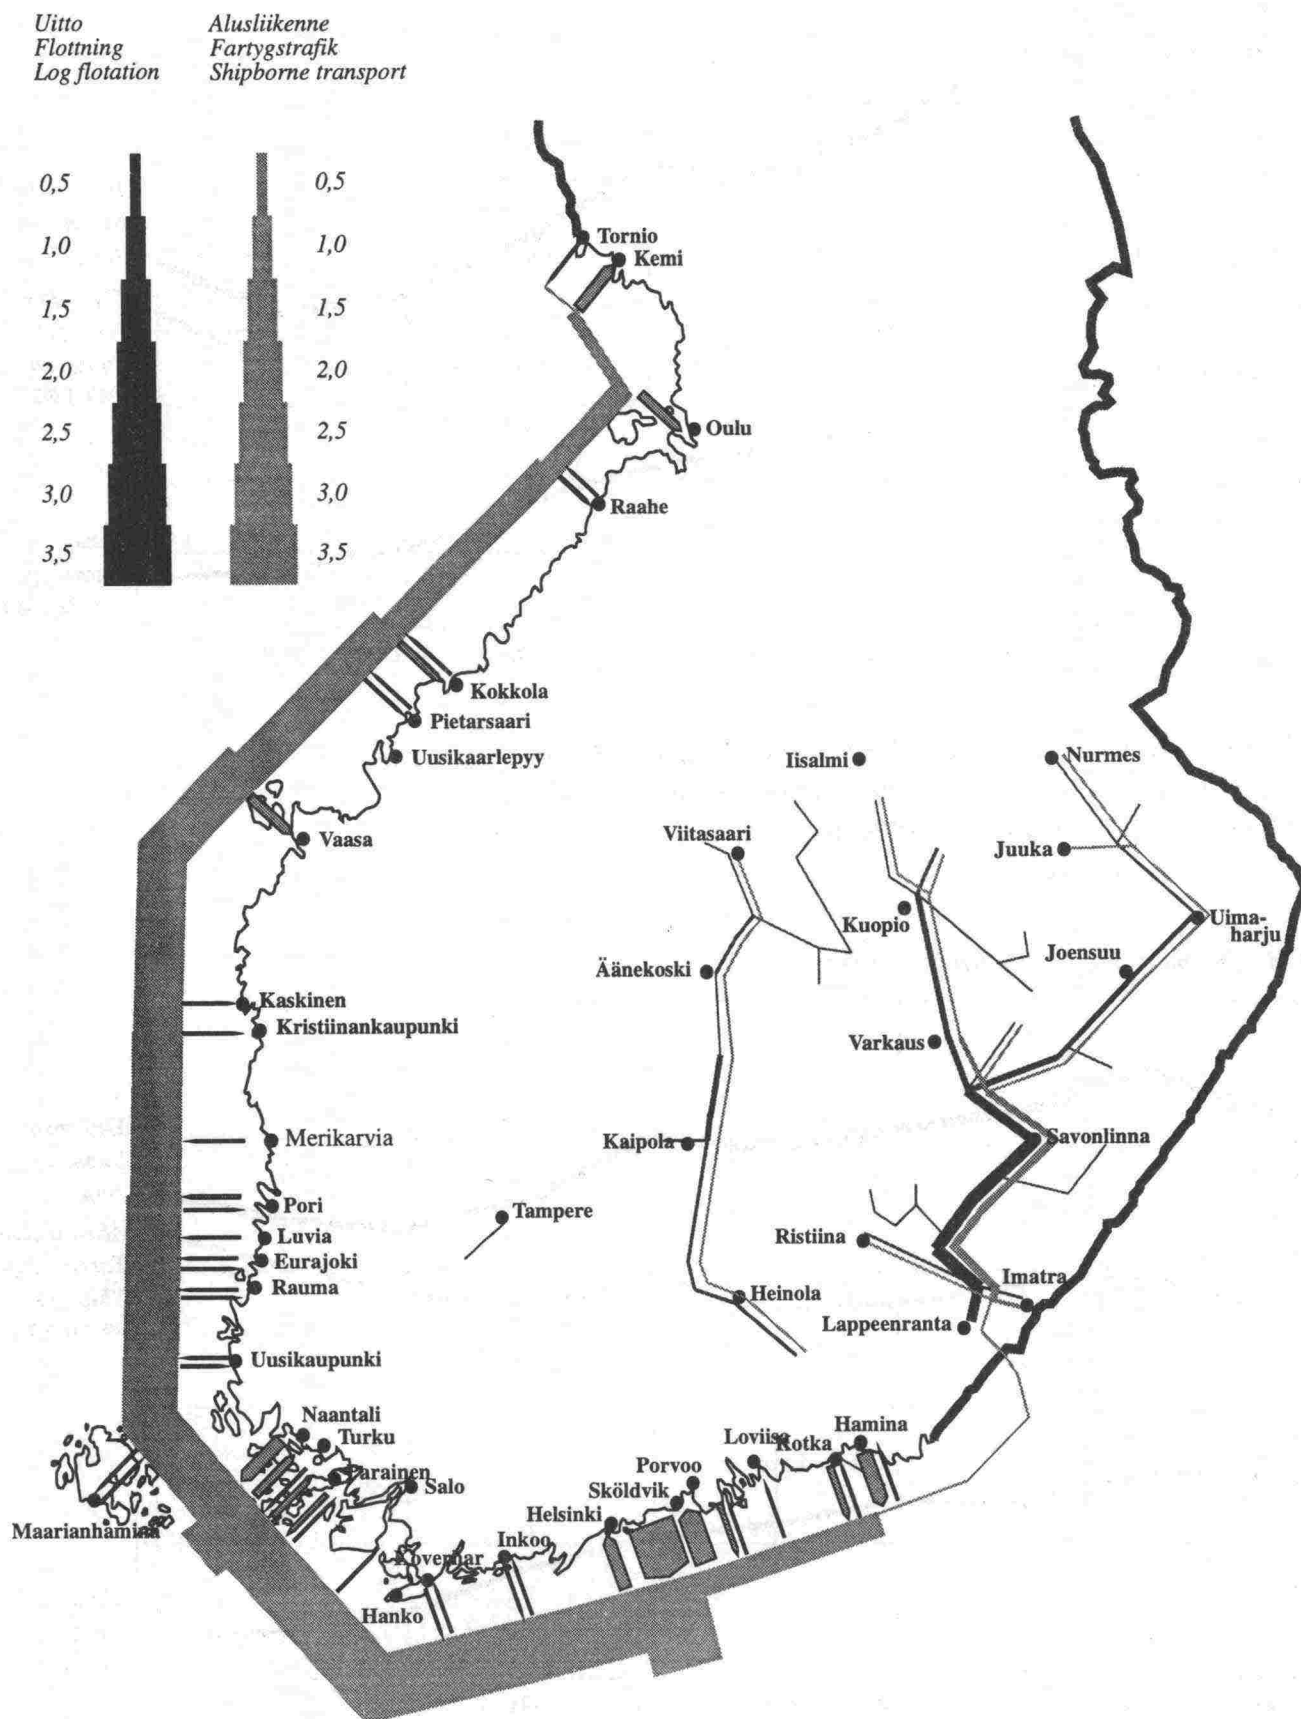 Uitto
Flottning
Log flotation
Alusliikenne
Fartygstrafik
Shipborne transport
0,5
0,5
1,0
1,0
1,5
1,5
2,0
2,0
2,5
2,5
3,0
3,0
3,5
3,5
Tornio
Kemi
Oulu
Raahe
Kokkola
Pietarsaari
Uusikaarlepyy
Vaasa
Iisalmi
Nurmes
Viitasaari
Juuka
Kuopio
Uima-
harju
Äänekoski
Joensuu
Kaskinen
Kristiinankaupunki
Varkaus
Merikarvia
Kaipola
Savonlinna
Pori
Tampere
Luvia
Ristiina
Eurajoki
Rauma
Heinola
Imatra
Lappeenranta
Uusikaupunki
Naantali
Turku
Parainen
Salo
Loviisa
Hamina
Kotka
Porvoo
Sköldvik
Helsinki
Maarianhamina
Inkoo
Koverhar
Hanko